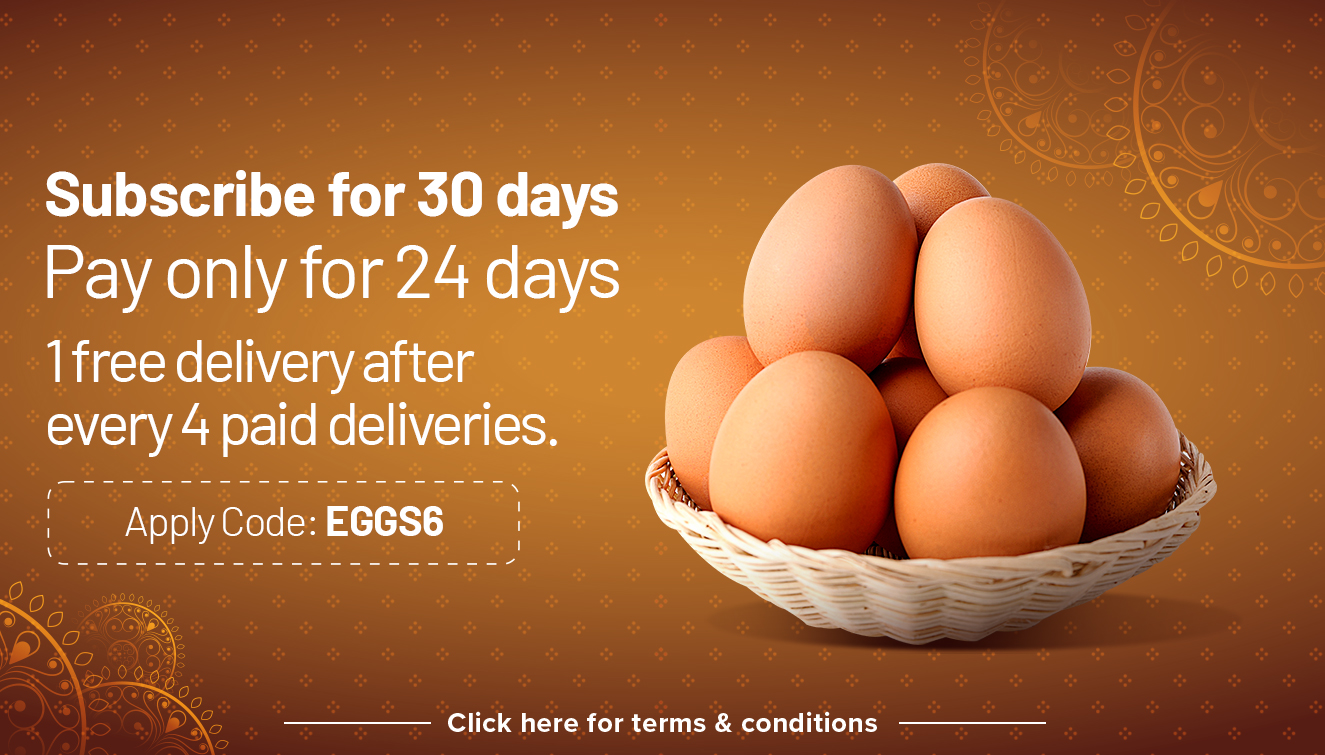 Subscribe for 30 days
Pay only for 24 days
1 free delivery after
every 4 paid deliveries.
Apply Code: EGGS6
Click here for terms & conditions